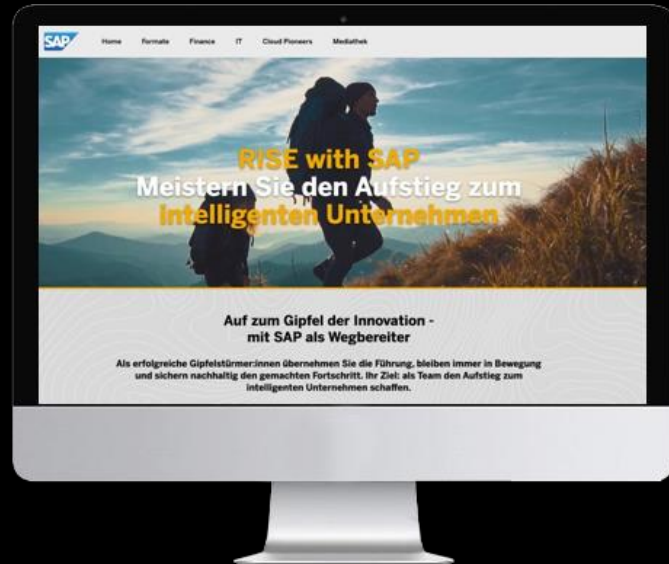 SAP
Home Formate Finance IT Cloud Pioneers Mediathek
RISE with SAP
Meistern Sie den Aufstieg zum
intelligenten Unternehmen
Auf zum Gipfel der Innovation -
mit SAP als Wegbereiter
Als erfolgreiche Gipfelstürmer:innen übernehmen Sie die Führung, bleiben immer in Bewegung
und sichern nachhaltig den gemachten Fortschritt. Ihr Ziel: als Team den Aufstieg zum
intelligenten Unternehmen schaffen.